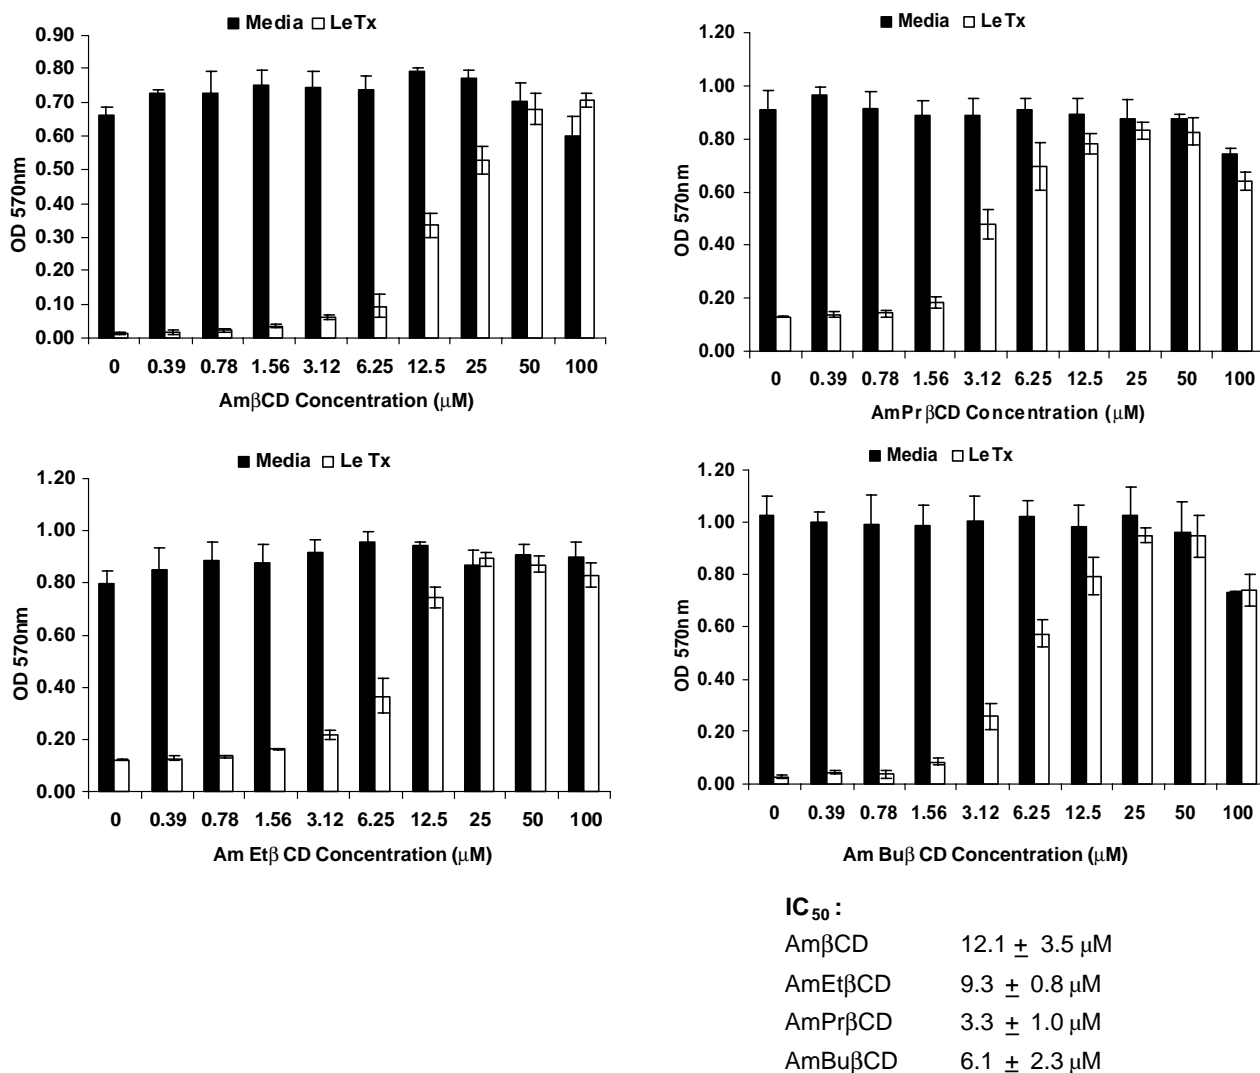 Media LeTx
0.90
0.80
0.70
0.60
0.50
0.40
0.30
0.20
0.10
0.00
OD 570nm
0 0.39 0.78 1.56 3.12 6.25 12.5 25 50 100
AmβCD Concentration (μM)
Media LeTx
1.20
1.00
0.80
0.60
0.40
0.20
0.00
OD 570nm
0 0.39 0.78 1.56 3.12 6.25 12.5 25 50 100
AmPrβCD Concentration (μM)
Media Le Tx
1.20
1.00
0.80
0.60
0.40
0.20
0.00
OD 570nm
0 0.39 0.78 1.56 3.12 6.25 12.5 25 50 100
Am Etβ CD Concentration (μM)
Media LeTx
1.20
1.00
0.80
0.60
0.40
0.20
0.00
OD 570nm
0 0.39 0.78 1.56 3.12 6.25 12.5 25 50 100
Am Buβ CD Concentration (μM)
IC50 :
AmβCD 12.1 ± 3.5 μM
AmEtβCD 9.3 ± 0.8 μM
AmPrβCD 3.3 ± 1.0 μM
AmBuβCD 6.1 ± 2.3 μM